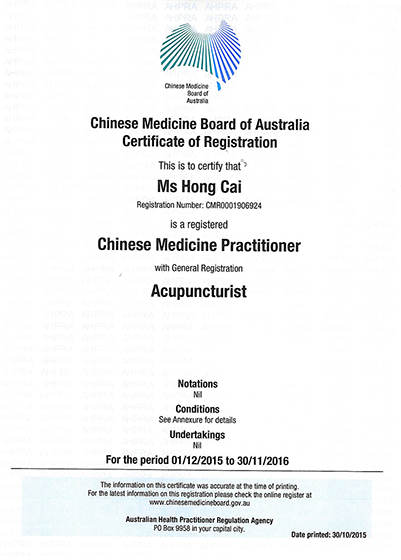 Chinese Medicine
Board of
Australia
Chinese Medicine Board of Australia
Certificate of Registration
This is to certify that
Ms Hong Cai
Registration Number: CMR0001906924
is a registered
Chinese Medicine Practitioner
with General Registration
Acupuncturist
Notations
Nil
Conditions
See Annexure for details
Undertakings
Nil
For the period 01/12/2015 to 30/11/2016
The information on this certificate was accurate at the time of printing.
For the latest information on this registration please check the online register at
www.chinesemedicineboard.gov.au
Australian Health Practitioner Regulation Agency
PO Box 9958 in your capital city.
Date printed: 30/10/2015